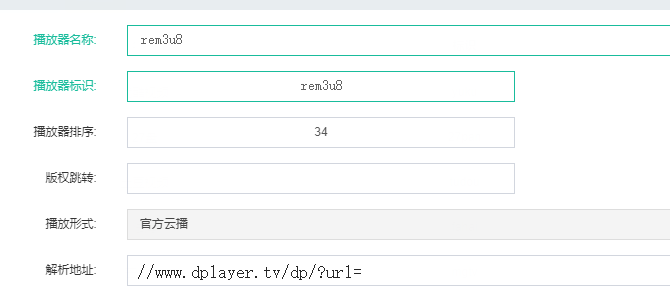 播放器名称: rem3u8
播放器标识: rem3u8
播放器排序: 34
版权跳转:
播放形式: 官方云播
解析地址: //www.dplayer.tv/dp/?url=